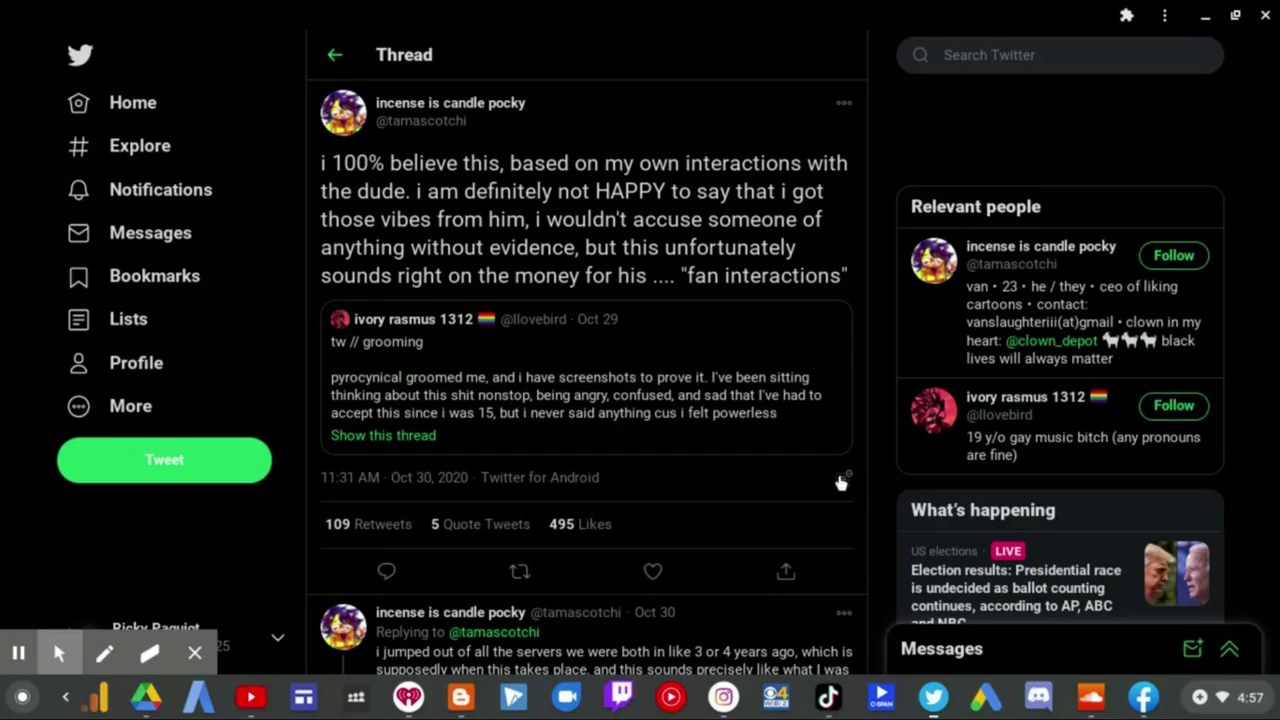 Thread
Search Twitter
Home
Explore
Notifications
Messages
Bookmarks
Lists
Profile
More
Tweet
incense is candle pocky
@tamascotchi
i 100% believe this, based on my own interactions with
the dude. i am definitely not HAPPY to say that i got
those vibes from him, i wouldn't accuse someone of
anything without evidence, but this unfortunately
sounds right on the money for his .... "fan interactions"
ivory rasmus 1312 🏳️‍🌈 @llovebird · Oct 29
tw // grooming
pyrocynical groomed me, and i have screenshots to prove it. I've been sitting
thinking about this shit nonstop, being angry, confused, and sad that I've had to
accept this since i was 15, but i never said anything cus i felt powerless
Show this thread
11:31 AM · Oct 30, 2020 · Twitter for Android
109 Retweets 5 Quote Tweets 495 Likes
incense is candle pocky @tamascotchi · Oct 30
Replying to @tamascotchi
i jumped out of all the servers we were both in like 3 or 4 years ago, which is
supposedly when this takes place, and this sounds precisely like what I was
Relevant people
incense is candle pocky
@tamascotchi
Follow
van • 23 • he / they • ceo of liking
cartoons • contact:
vanslaughteriii(at)gmail • clown in my
heart: @clown_depot 🐐🐐🐐 black
lives will always matter
ivory rasmus 1312 🏳️‍🌈
@llovebird
Follow
19 y/o gay music bitch (any pronouns
are fine)
What's happening
US elections · LIVE
Election results: Presidential race
is undecided as ballot counting
continues, according to AP, ABC
and NBC
Messages
Ricky Paquiot
25
4:57